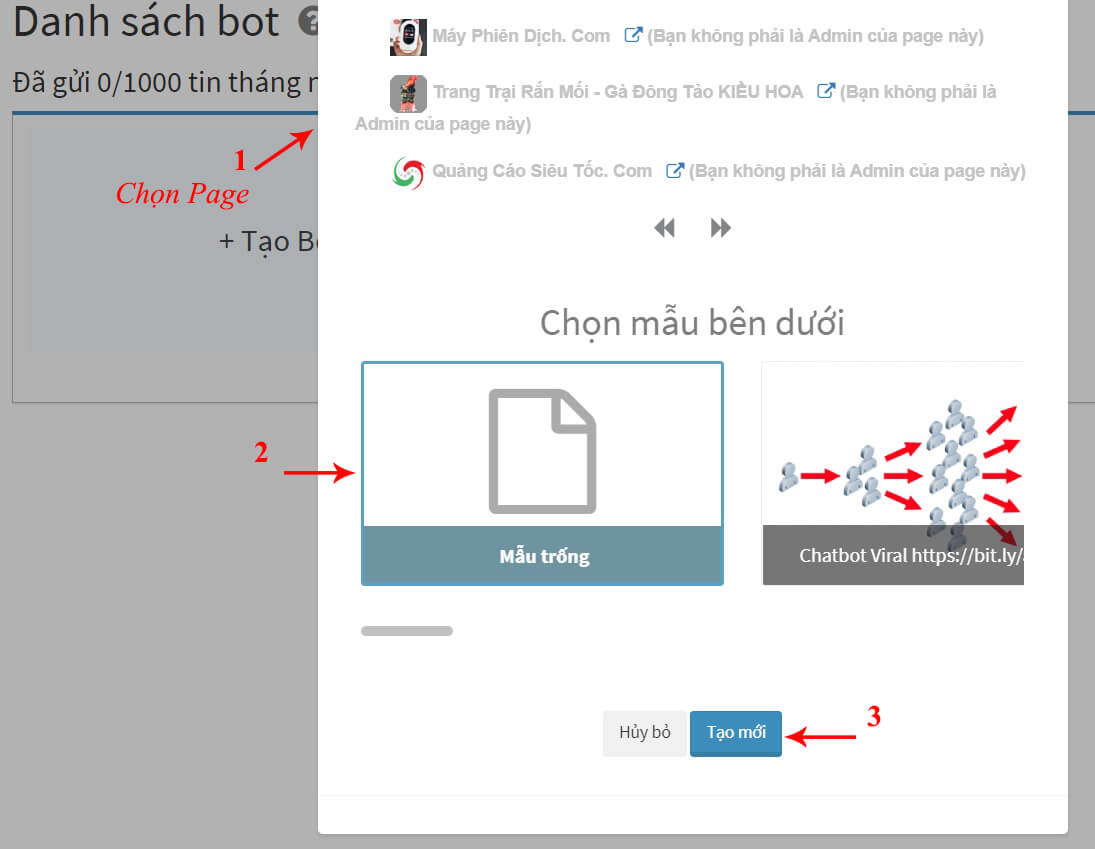 Danh sách bot
Đã gửi 0/1000 tin tháng
Máy Phiên Dịch. Com (Bạn không phải là Admin của page này)
Trang Trại Rắn Mối - Gà Đông Tảo KIỀU HOA (Bạn không phải là
Admin của page này)
Quảng Cáo Siêu Tốc. Com (Bạn không phải là Admin của page này)
1
Chọn Page
+ Tạo
Chọn mẫu bên dưới
2
Mẫu trống
Chatbot Viral https://bit.ly/
Hủy bỏ
Tạo mới
3